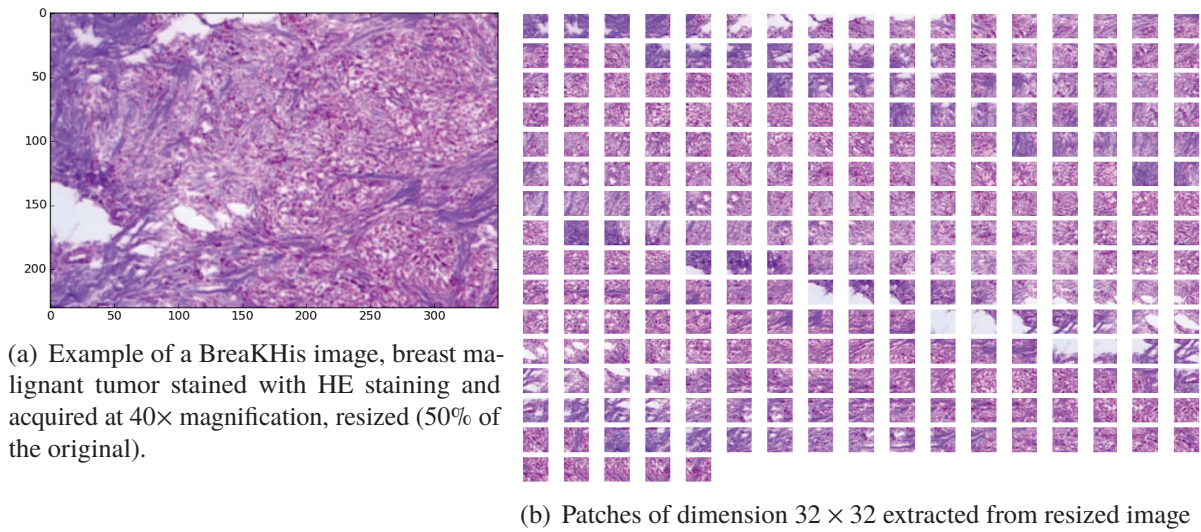 0
50
100
150
200
0 50 100 150 200 250 300
(a) Example of a BreaKHis image, breast ma-
lignant tumor stained with HE staining and
acquired at 40× magnification, resized (50% of
the original).
(b) Patches of dimension 32 × 32 extracted from resized image